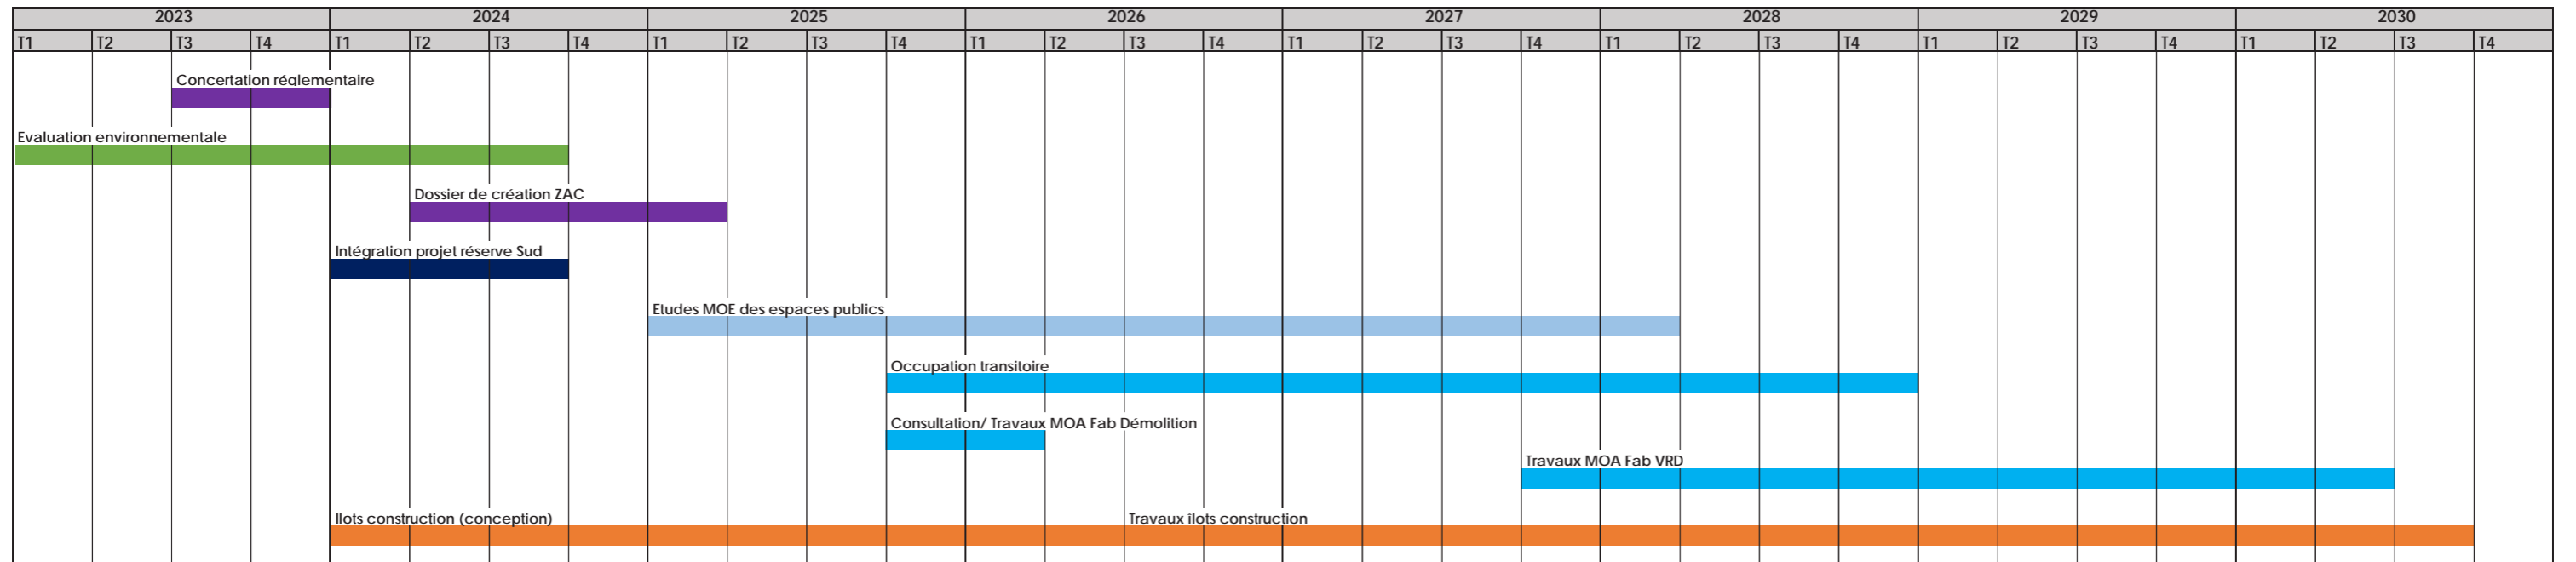 2023 2024 2025 2026 2027 2028 2029 2030
T1 T2 T3 T4 T1 T2 T3 T4 T1 T2 T3 T4 T1 T2 T3 T4 T1 T2 T3 T4 T1 T2 T3 T4 T1 T2 T3 T4 T1 T2 T3 T4
Concertation réglementaire
Evaluation environnementale
Dossier de création ZAC
Intégration projet réserve Sud
Etudes MOE des espaces publics
Occupation transitoire
Consultation/ Travaux MOA Fab Démolition
Travaux MOA Fab VRD
Ilots construction (conception) Travaux îlots construction